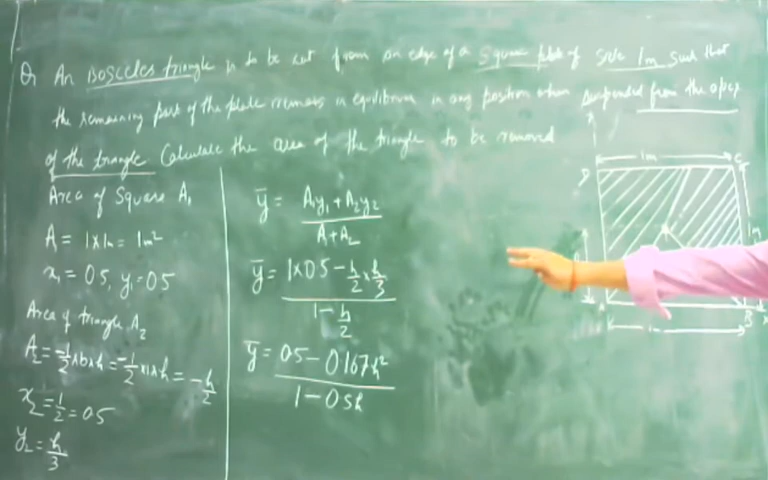 Q An Isosceles triangle is to be cut from an edge of a Square plate of side 1m such that
the remaining part of the plate remains in equilibrium in any position when suspended from the apex
of the triangle Calculate the area of the triangle to be removed
Area of Square A1
A1 = 1x1m = 1m²
x1 = 0.5, y1 = 0.5
Area of triangle A2
A2 = -1/2 x b x h = -1/2 x 1 x h = -h/2
x2 = 1/2 = 0.5
y2 = h/3
ȳ = A1y1 + A2y2 / A1+A2
ȳ = 1x0.5 - h/2 x h/3 / 1 - h/2
ȳ = 0.5 - 0.167h² / 1 - 0.5h
1m
D C
A B x